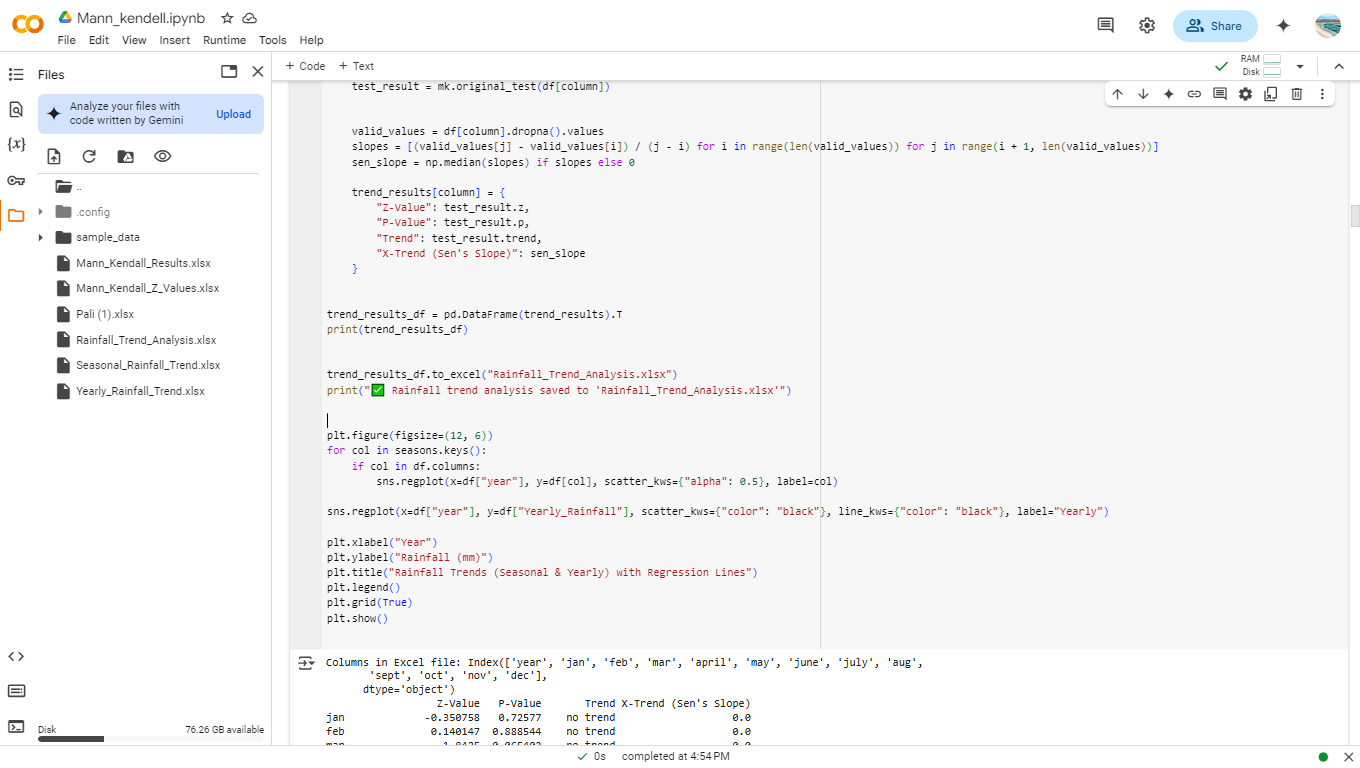 Mann_kendell.ipynb
File Edit View Insert Runtime Tools Help
Share
Files
Analyze your files with
code written by Gemini
Upload
..
.config
sample_data
Mann_Kendall_Results.xlsx
Mann_Kendall_Z_Values.xlsx
Pali (1).xlsx
Rainfall_Trend_Analysis.xlsx
Seasonal_Rainfall_Trend.xlsx
Yearly_Rainfall_Trend.xlsx
Disk 76.26 GB available
+ Code + Text
RAM
Disk
test_result = mk.original_test(df[column])
valid_values = df[column].dropna().values
slopes = [(valid_values[j] - valid_values[i]) / (j - i) for i in range(len(valid_values)) for j in range(i + 1, len(valid_values))]
sen_slope = np.median(slopes) if slopes else 0
trend_results[column] = {
"Z-Value": test_result.z,
"P-Value": test_result.p,
"Trend": test_result.trend,
"X-Trend (Sen's Slope)": sen_slope
}
trend_results_df = pd.DataFrame(trend_results).T
print(trend_results_df)
trend_results_df.to_excel("Rainfall_Trend_Analysis.xlsx")
print("✅ Rainfall trend analysis saved to 'Rainfall_Trend_Analysis.xlsx'")
plt.figure(figsize=(12, 6))
for col in seasons.keys():
if col in df.columns:
sns.regplot(x=df["year"], y=df[col], scatter_kws={"alpha": 0.5}, label=col)
sns.regplot(x=df["year"], y=df["Yearly_Rainfall"], scatter_kws={"color": "black"}, line_kws={"color": "black"}, label="Yearly")
plt.xlabel("Year")
plt.ylabel("Rainfall (mm)")
plt.title("Rainfall Trends (Seasonal & Yearly) with Regression Lines")
plt.legend()
plt.grid(True)
plt.show()
Columns in Excel file: Index(['year', 'jan', 'feb', 'mar', 'april', 'may', 'june', 'july', 'aug',
'sept', 'oct', 'nov', 'dec'],
dtype='object')
Z-Value P-Value Trend X-Trend (Sen's Slope)
jan -0.350758 0.72577 no trend 0.0
feb 0.140147 0.888544 no trend 0.0
0s completed at 4:54 PM